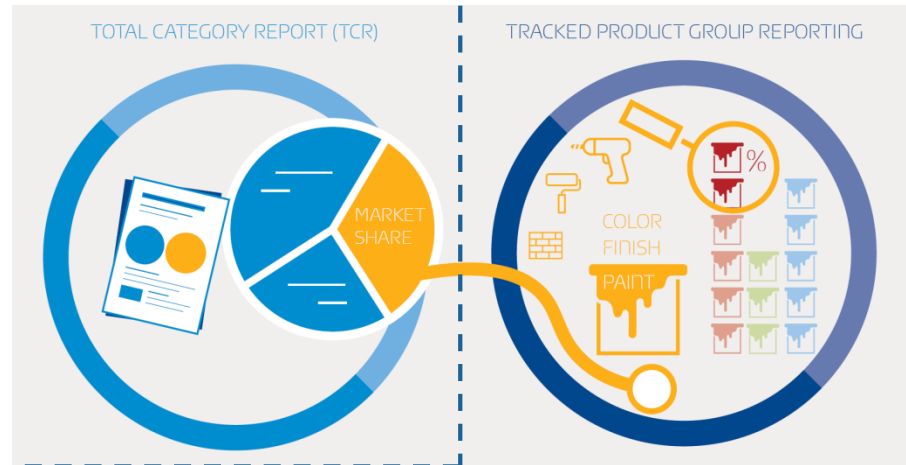 TOTAL CATEGORY REPORT (TCR)
MARKET
SHARE
TRACKED PRODUCT GROUP REPORTING
%
COLOR
FINISH
PAINT